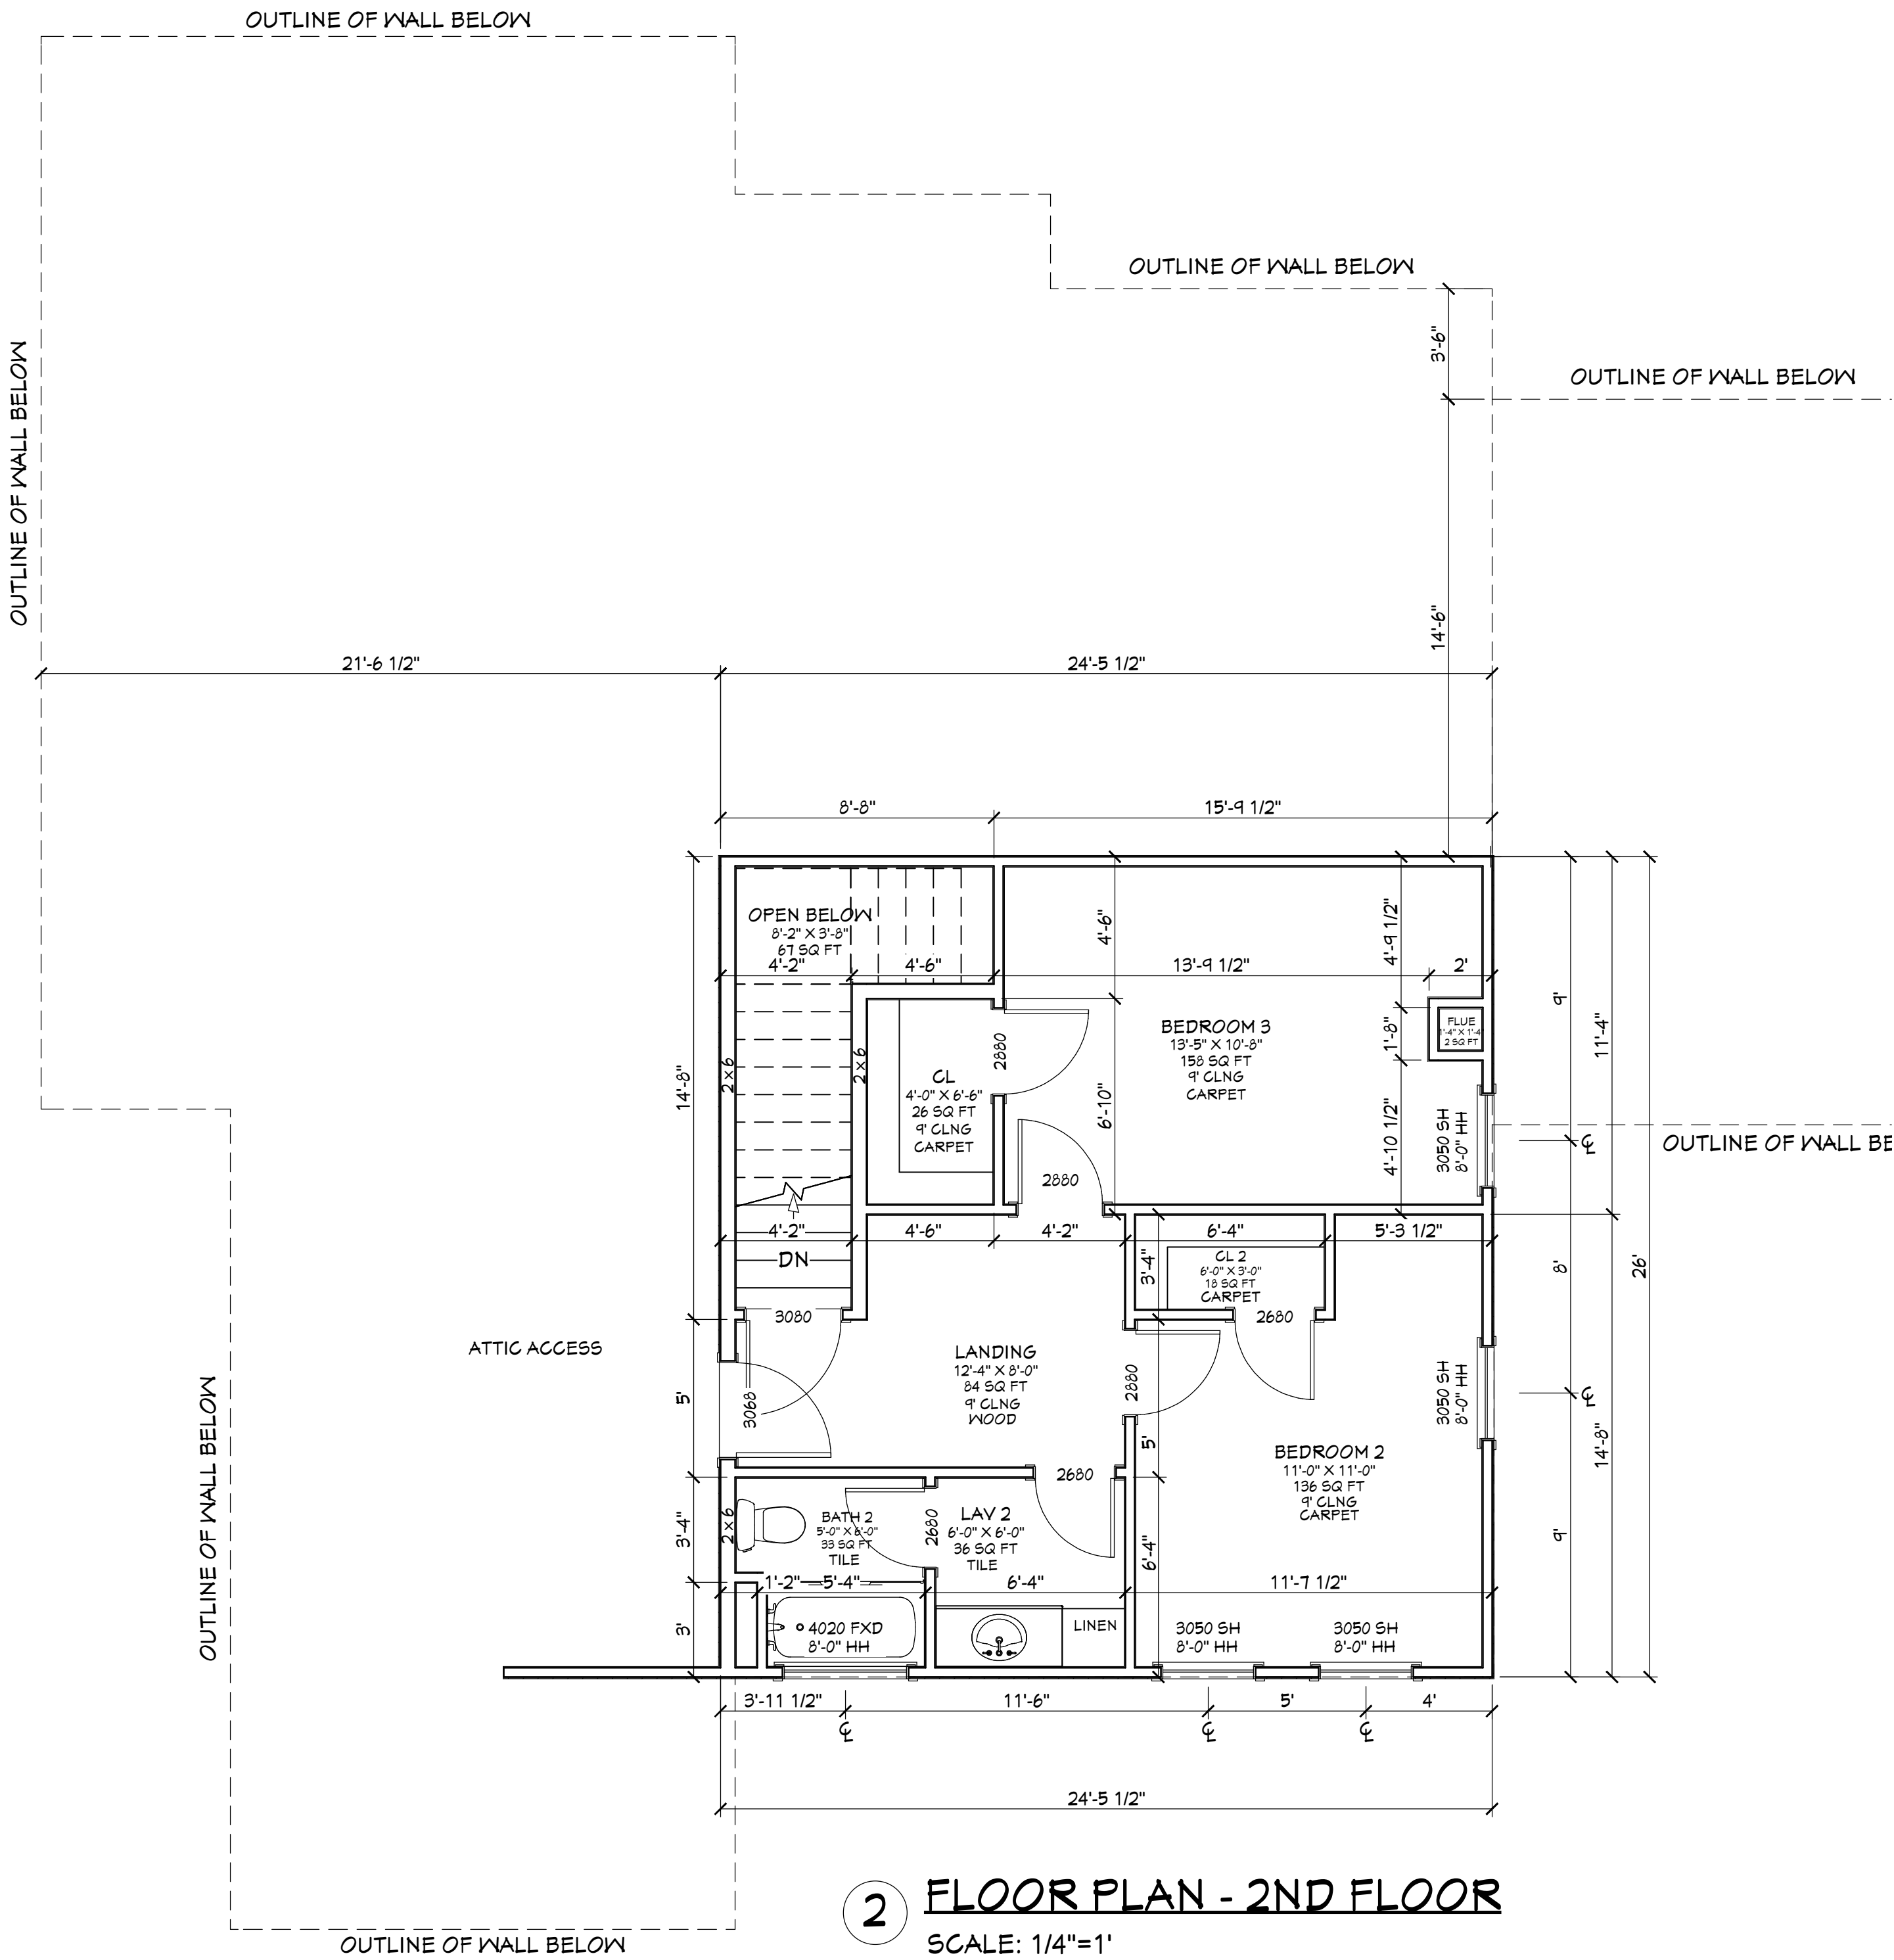 OUTLINE OF WALL BELOW
OUTLINE OF WALL BELOW
3'-6"
OUTLINE OF WALL BELOW
OUTLINE OF WALL BELOW
14'-6"
21'-6 1/2"
24'-5 1/2"
8'-8"
15'-9 1/2"
OPEN BELOW
8'-2" X 3'-8"
67 SQ FT
4'-2"
4'-6"
4'-6"
13'-9 1/2"
4'-9 1/2"
2'
9'
11'-4"
FLUE
1'-4" X 1'-4
2 SQ FT
BEDROOM 3
13'-5" X 10'-8"
158 SQ FT
9' CLNG
CARPET
1'-8"
2880
2 x 6
2 x 6
14'-8"
CL
4'-0" X 6'-6"
26 SQ FT
9' CLNG
CARPET
6'-10"
4'-10 1/2"
3050 SH
8'-0" HH
℄
OUTLINE OF WALL BE
2880
4'-2"
4'-6"
4'-2"
6'-4"
5'-3 1/2"
DN
3'-4"
CL 2
6'-0" X 3'-0"
18 SQ FT
CARPET
8'
26'
3080
2680
ATTIC ACCESS
LANDING
12'-4" X 8'-0"
84 SQ FT
9' CLNG
WOOD
2880
3050 SH
8'-0" HH
℄
5'
3068
5'
BEDROOM 2
11'-0" X 11'-0"
136 SQ FT
9' CLNG
CARPET
14'-8"
2680
OUTLINE OF WALL BELOW
3'-4"
2 x 6
BATH 2
5'-0" X 6'-0"
33 SQ FT
TILE
2680
LAV 2
6'-0" X 6'-0"
36 SQ FT
TILE
6'-4"
9'
1'-2"
5'-4"
6'-4"
11'-7 1/2"
3'
4020 FXD
8'-0" HH
LINEN
3050 SH
8'-0" HH
3050 SH
8'-0" HH
3'-11 1/2"
11'-6"
5'
4'
℄
℄
℄
24'-5 1/2"
2
FLOOR PLAN - 2ND FLOOR
SCALE: 1/4"=1'
OUTLINE OF WALL BELOW